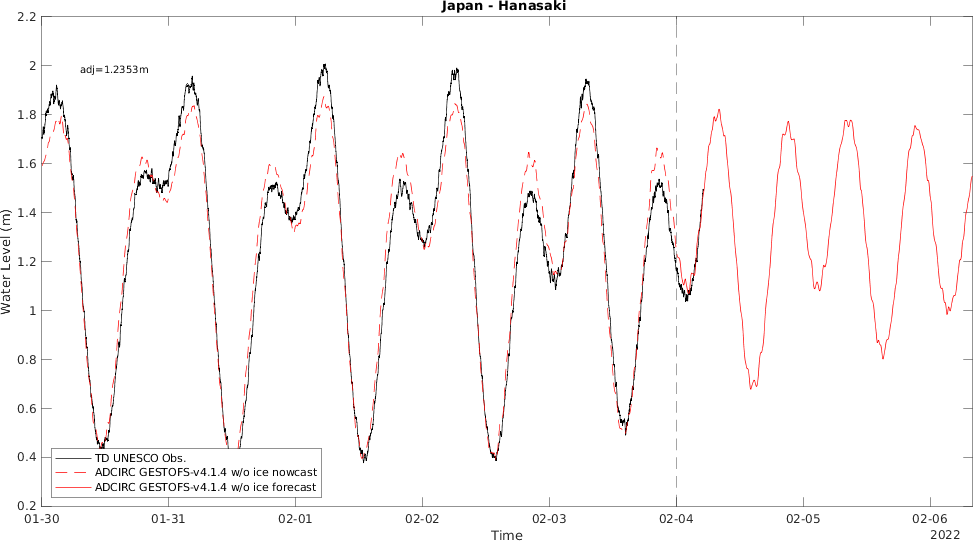 Japan - Hanasaki
adj=1.2353m
2.2
2
1.8
1.6
1.4
1.2
1
0.8
0.6
0.4
0.2
Water Level (m)
TD UNESCO Obs.
ADCIRC GESTOFS-v4.1.4 w/o ice nowcast
ADCIRC GESTOFS-v4.1.4 w/o ice forecast
01-30 01-31 02-01 02-02 02-03 02-04 02-05 02-06
Time
2022